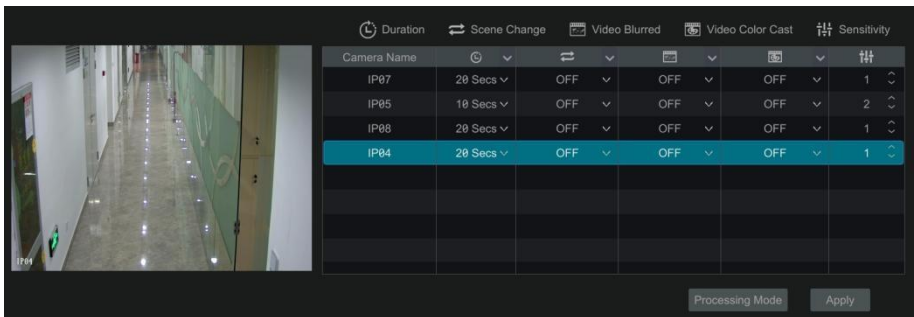 Duration Scene Change Video Blurred Video Color Cast Sensitivity
Camera Name
IP07 20 Secs OFF OFF OFF 1
IP05 10 Secs OFF OFF OFF 2
IP08 20 Secs OFF OFF OFF 1
IP04 20 Secs OFF OFF OFF 1
IP04
Processing Mode Apply